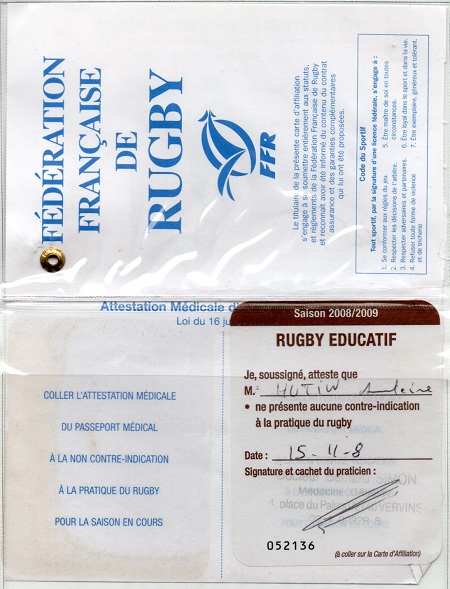 FÉDÉRATION
FRANÇAISE
DE
RUGBY
FFR
Le titulaire de la présente carte d'affiliation
s'engage à se soumettre entièrement aux statuts,
et règlements de la Fédération Française de Rugby
et reconnaît avoir été informé du contenu du contrat
assurance et des garanties complémentaires
qui lui ont été proposées.
Code du Sportif
Tout sportif, par la signature d'une licence fédérale, s'engage à :
1. Se conformer aux règles du jeu.
2. Respecter les décisions de l'arbitre.
3. Respecter adversaires et partenaires.
4. Refuser toute forme de violence
et de tricherie
5. Être maître de soi en toutes
circonstances.
6. Être loyal dans le sport et dans la vie.
7. Être exemplaire, généreux et tolérant.
Attestation Médicale d
Loi du 16 ju
COLLER L'ATTESTATION MÉDICALE
DU PASSEPORT MÉDICAL
À LA NON CONTRE-INDICATION
À LA PRATIQUE DU RUGBY
POUR LA SAISON EN COURS
Saison 2008/2009
RUGBY EDUCATIF
Je, soussigné, atteste que
M. HUTIN
• ne présente aucune contre-indication
à la pratique du rugby
Date : 15-11-8
Signature et cachet du praticien :
Médecine
1, place du Palais VERVINS
052136
(à coller sur la Carte d'Affiliation)